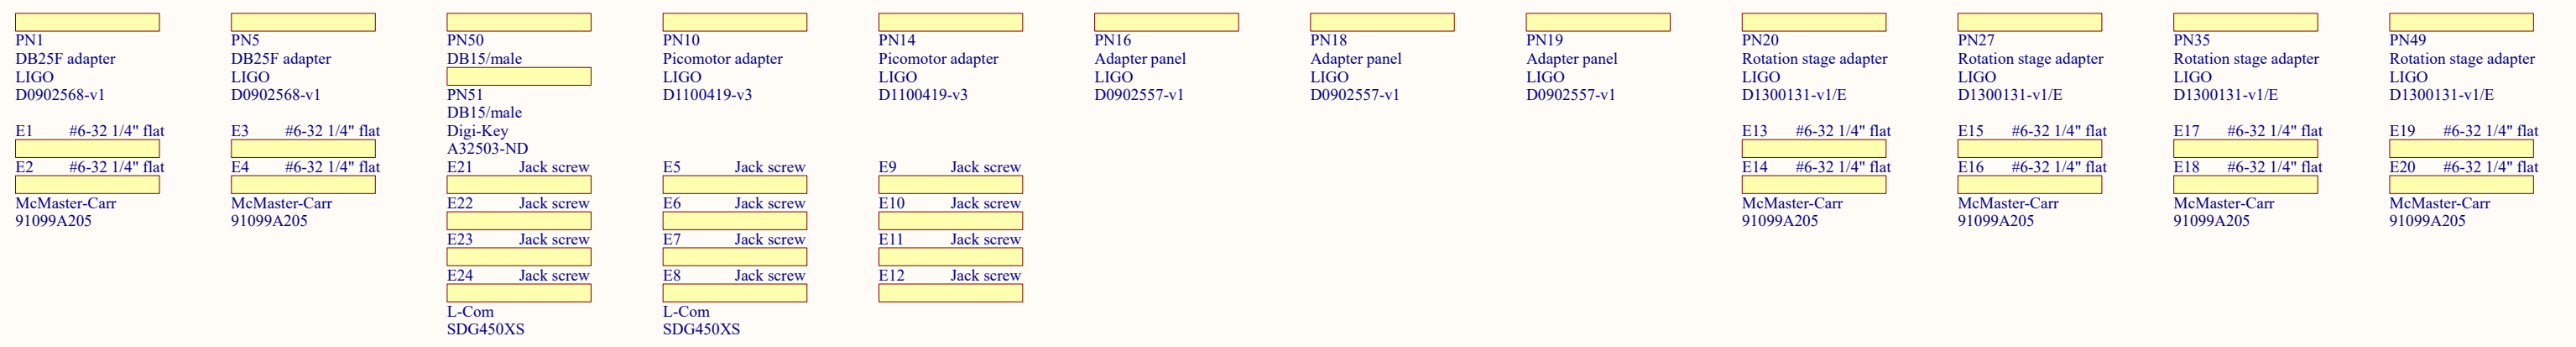 PN1
DB25F adapter
LIGO
D0902568-v1
E1 #6-32 1/4" flat
E2 #6-32 1/4" flat
McMaster-Carr
91099A205
PN5
DB25F adapter
LIGO
D0902568-v1
E3 #6-32 1/4" flat
E4 #6-32 1/4" flat
McMaster-Carr
91099A205
PN50
DB15/male
PN51
DB15/male
Digi-Key
A32503-ND
E21 Jack screw
E22 Jack screw
E23 Jack screw
E24 Jack screw
L-Com
SDG450XS
PN10
Picomotor adapter
LIGO
D1100419-v3
E5 Jack screw
E6 Jack screw
E7 Jack screw
E8 Jack screw
L-Com
SDG450XS
PN14
Picomotor adapter
LIGO
D1100419-v3
E9 Jack screw
E10 Jack screw
E11 Jack screw
E12 Jack screw
PN16
Adapter panel
LIGO
D0902557-v1
PN18
Adapter panel
LIGO
D0902557-v1
PN19
Adapter panel
LIGO
D0902557-v1
PN20
Rotation stage adapter
LIGO
D1300131-v1/E
E13 #6-32 1/4" flat
E14 #6-32 1/4" flat
McMaster-Carr
91099A205
PN27
Rotation stage adapter
LIGO
D1300131-v1/E
E15 #6-32 1/4" flat
E16 #6-32 1/4" flat
McMaster-Carr
91099A205
PN35
Rotation stage adapter
LIGO
D1300131-v1/E
E17 #6-32 1/4" flat
E18 #6-32 1/4" flat
McMaster-Carr
91099A205
PN49
Rotation stage adapter
LIGO
D1300131-v1/E
E19 #6-32 1/4" flat
E20 #6-32 1/4" flat
McMaster-Carr
91099A205